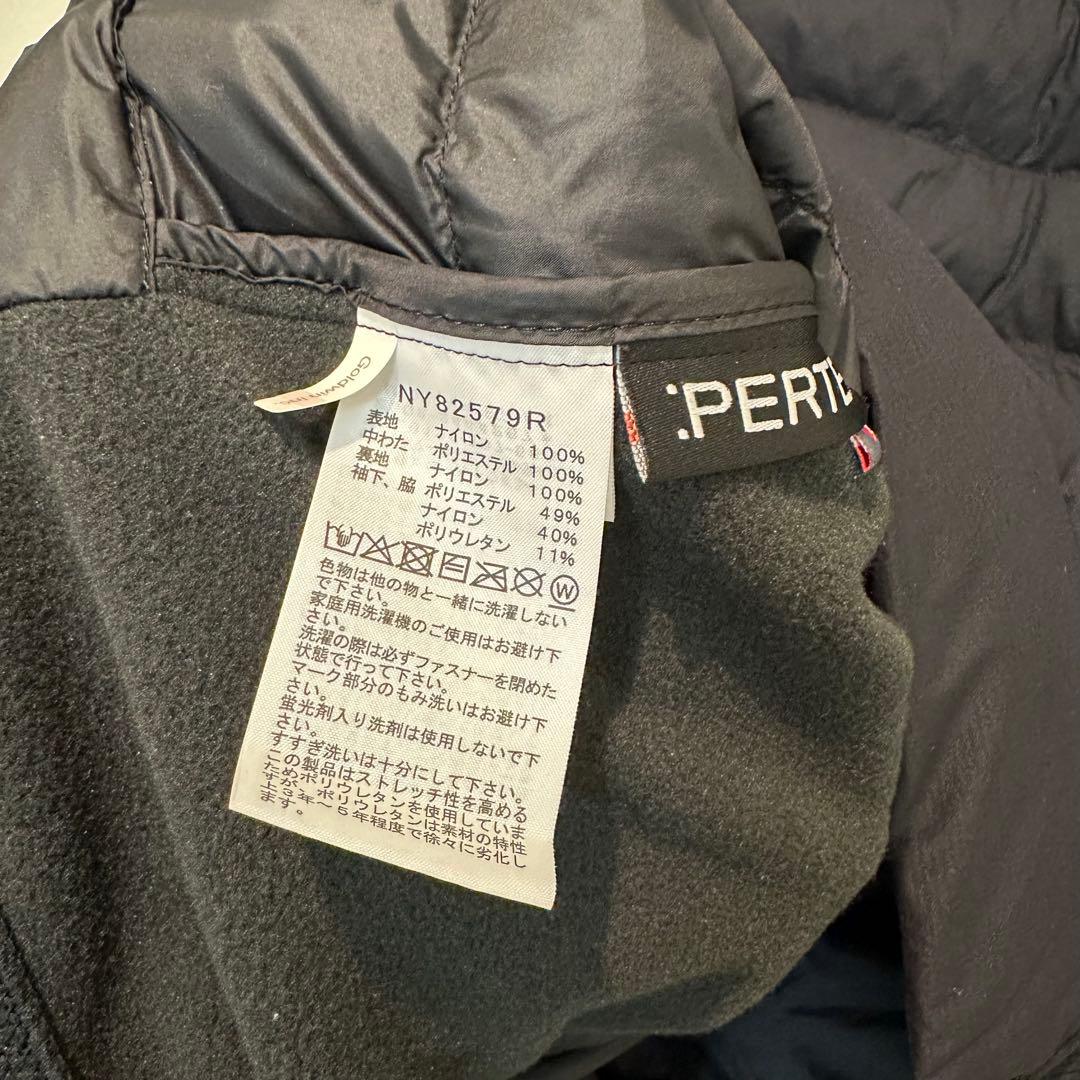 Goldwin Inc.
NY82579R
表地 ナイロン 100%
中わた ポリエステル 100%
裏地 ナイロン 100%
袖下、脇 ポリエステル 49%
ナイロン 40%
ポリウレタン 11%
W
色物は他の物と一緒に洗濯しない
で下さい。
家庭用洗濯機のご使用はお避け下
さい。
洗濯の際は必ずファスナーを閉めた
状態で行って下さい。
マーク部分のもみ洗いはお避け下
さい。
蛍光剤入り洗剤は使用しないで下
さい。
すすぎ洗いは十分にして下さい。
この製品はストレッチ性を高める
ためポリウレタンを使用していま
すが、ポリウレタンは素材の特性
上3年～5年程度で徐々に劣化し
ます。
:PERTE